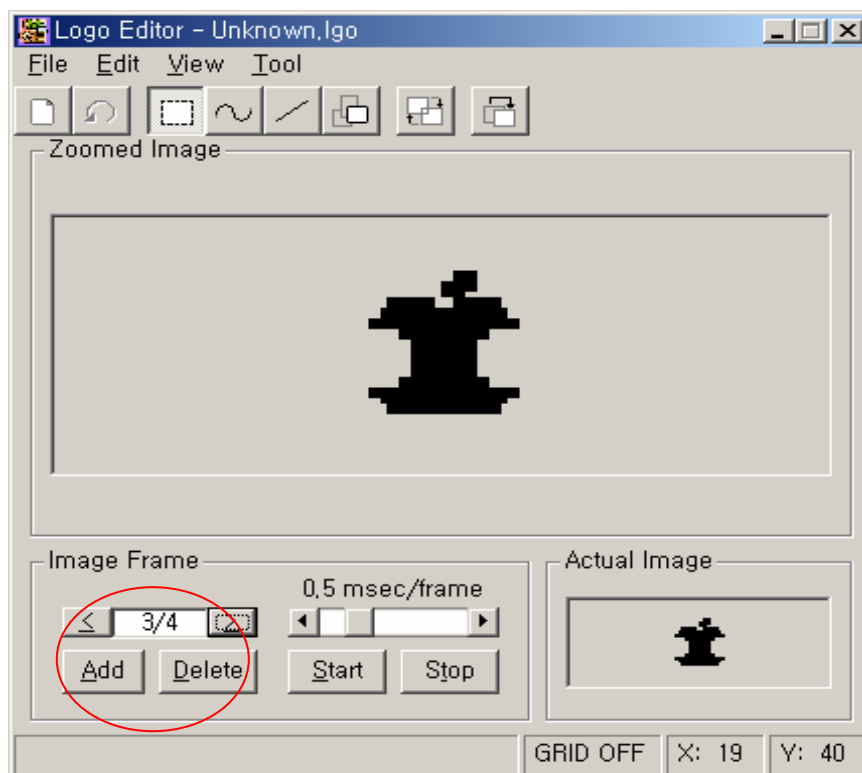 Logo Editor - Unknown,lgo
File Edit View Tool
Zoomed Image
Image Frame
0,5 msec/frame
< 3/4 >
Add Delete Start Stop
Actual Image
GRID OFF X: 19 Y: 40